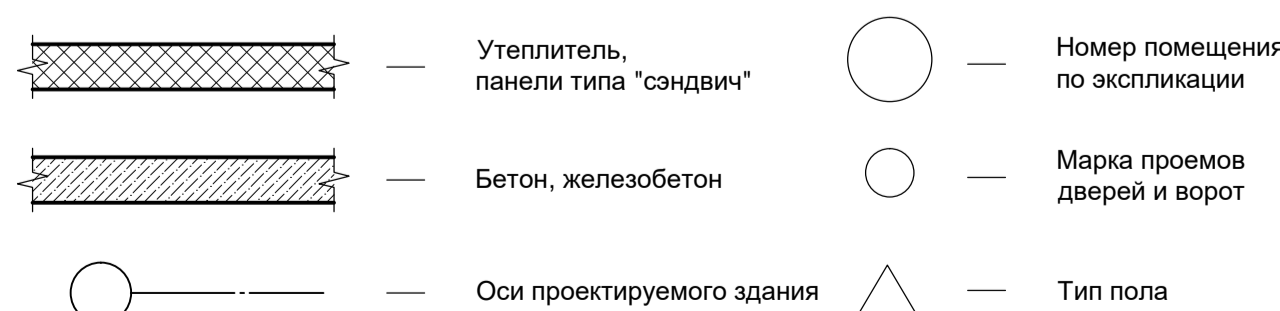 Утеплитель,
панели типа "сэндвич"
Номер помещения
по экспликации
Бетон, железобетон
Марка проемов
дверей и ворот
Оси проектируемого здания
Тип пола